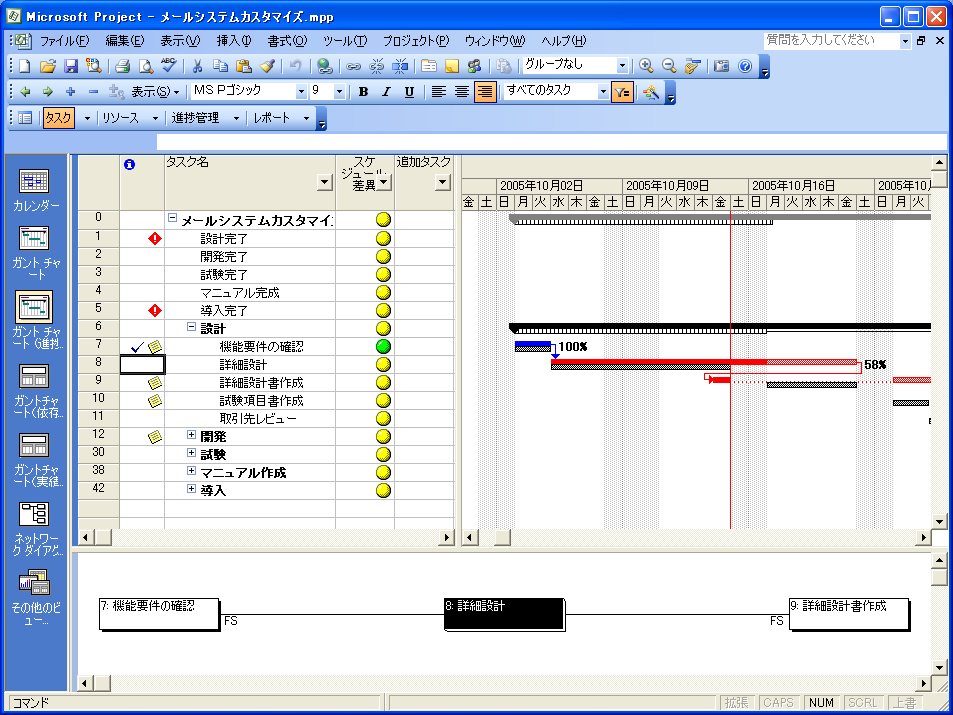 Microsoft Project - メールシステムカスタマイズ.mpp
ファイル(F) 編集(E) 表示(V) 挿入(I) 書式(O) ツール(T) プロジェクト(P) ウィンドウ(W) ヘルプ(H) 質問を入力してください
グループなし
表示(S) MS Pゴシック 9 B I U すべてのタスク
タスク リソース 進捗管理 レポート
タスク名 スケジュール差異 追加タスク
2005年10月02日 2005年10月09日 2005年10月16日 2005年10月
金 土 日 月 火 水 木 金 土 日 月 火 水 木 金 土 日 月 火 水 木 金 土 日 月 火
0 メールシステムカスタマイ
1 設計完了
2 開発完了
3 試験完了
4 マニュアル完成
5 導入完了
6 設計
7 機能要件の確認 100%
8 詳細設計 58%
9 詳細設計書作成
10 試験項目書作成
11 取引先レビュー
12 開発
30 試験
38 マニュアル作成
42 導入
カレンダー
ガント チャート
ガント チャート (進捗..
ガントチャート(依存..
ガントチャート(実績..
ネットワーク ダイアグ..
その他のビュー...
7: 機能要件の確認
FS
8: 詳細設計
FS
9: 詳細設計書作成
コマンド 拡張 CAPS NUM SCRL 上書